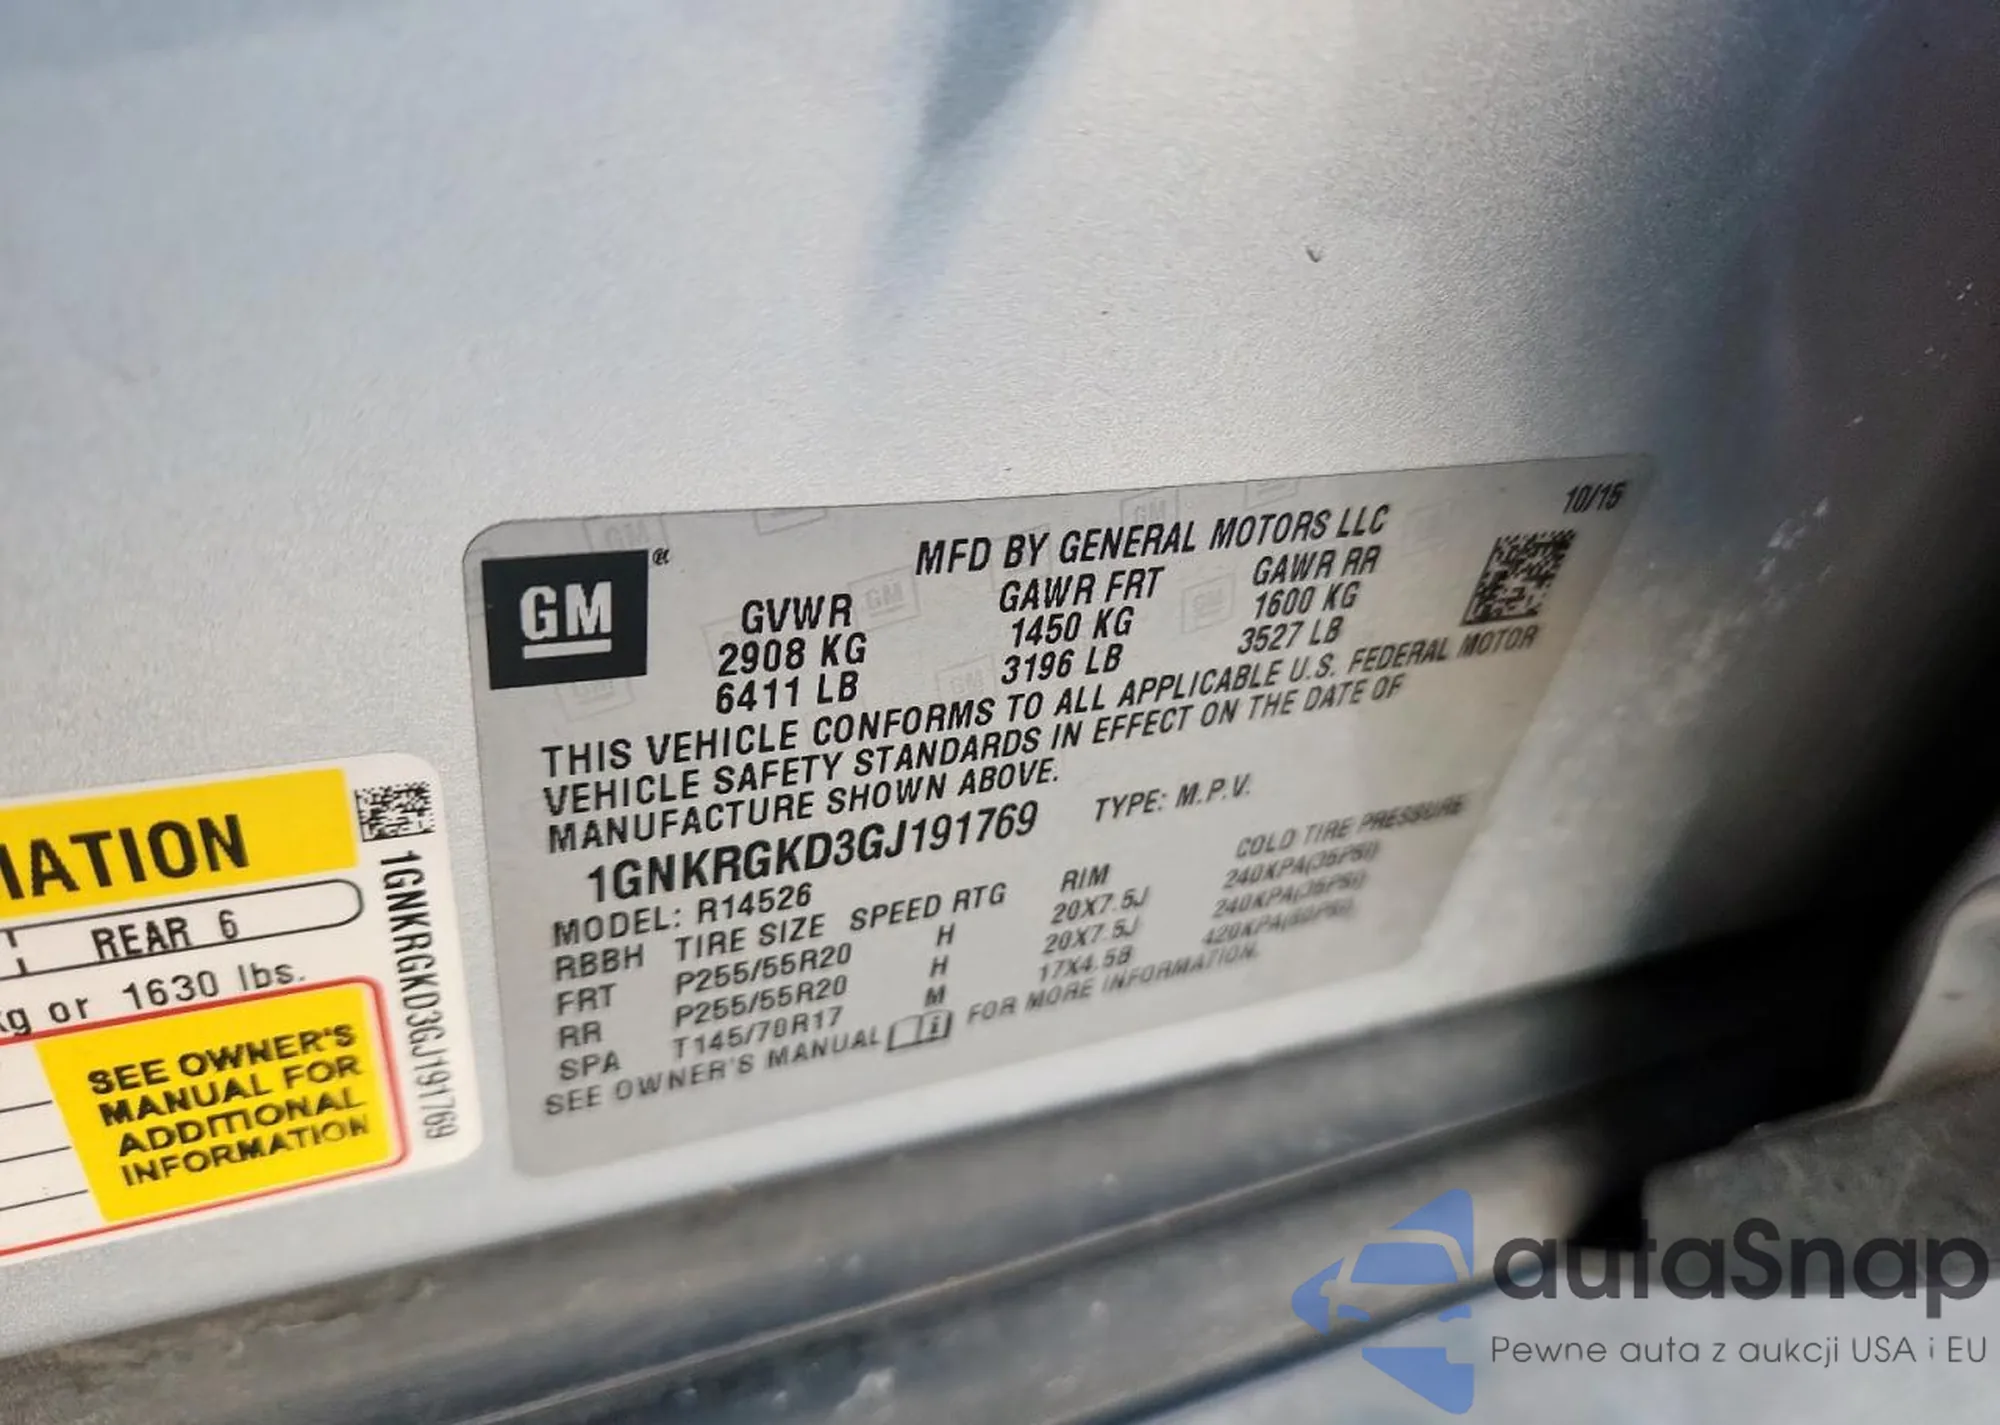 10/15
GM®
MFD BY GENERAL MOTORS LLC
GVWR GAWR FRT GAWR RR
2908 KG 1450 KG 1600 KG
6411 LB 3196 LB 3527 LB
THIS VEHICLE CONFORMS TO ALL APPLICABLE U.S. FEDERAL MOTOR
VEHICLE SAFETY STANDARDS IN EFFECT ON THE DATE OF
MANUFACTURE SHOWN ABOVE.
1GNKRGKD3GJ191769 TYPE: M.P.V.
MODEL: R14526
RBBH TIRE SIZE SPEED RTG RIM COLD TIRE PRESSURE
FRT P255/55R20 H 20X7.5J 240KPA(35PSI)
RR P255/55R20 H 20X7.5J 240KPA(35PSI)
SPA T145/70R17 M 17X4.5B 420KPA(60PSI)
SEE OWNER'S MANUAL FOR MORE INFORMATION.
MATION
REAR 6
kg or 1630 lbs.
SEE OWNER'S
MANUAL FOR
ADDITIONAL
INFORMATION
1GNKRGKD3GJ191769
autaSnap
Pewne auta z aukcji USA i EU